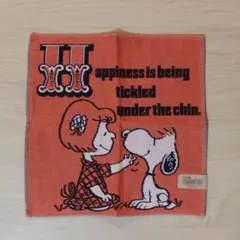 Happiness is being
tickled
under the chin.